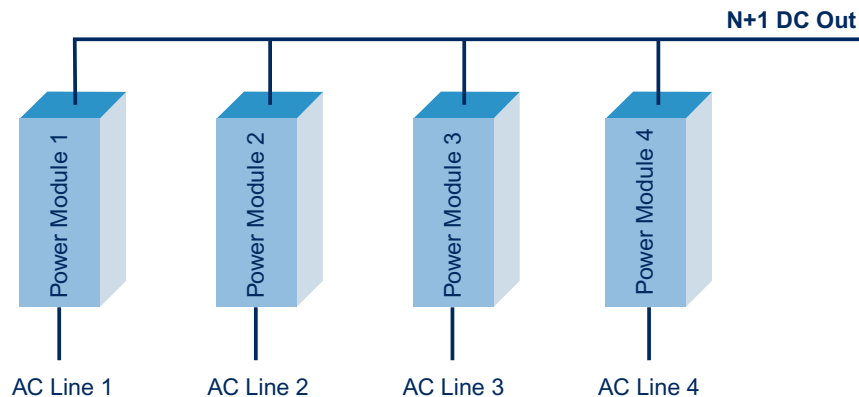 N+1 DC Out
Power Module 1
Power Module 2
Power Module 3
Power Module 4
AC Line 1
AC Line 2
AC Line 3
AC Line 4